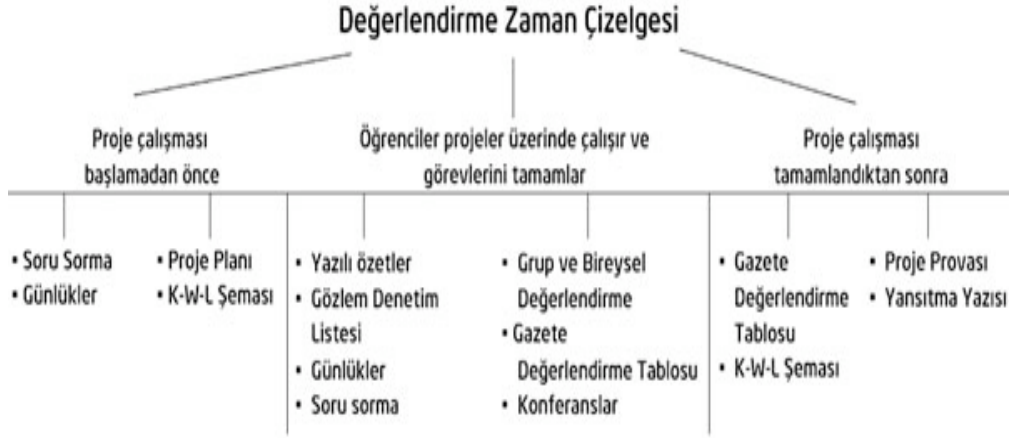 Değerlendirme Zaman Çizelgesi
Proje çalışması
başlamadan önce
Öğrenciler projeler üzerinde çalışır ve
görevlerini tamamlar
Proje çalışması
tamamlandıktan sonra
• Soru Sorma
• Günlükler
• Proje Planı
• K-W-L Şeması
• Yazılı özetler
• Gözlem Denetim
Listesi
• Günlükler
• Soru sorma
• Grup ve Bireysel
Değerlendirme
• Gazete
Değerlendirme Tablosu
• Konferanslar
• Gazete
Değerlendirme
Tablosu
• K-W-L Şeması
• Proje Provası
• Yansıtma Yazısı